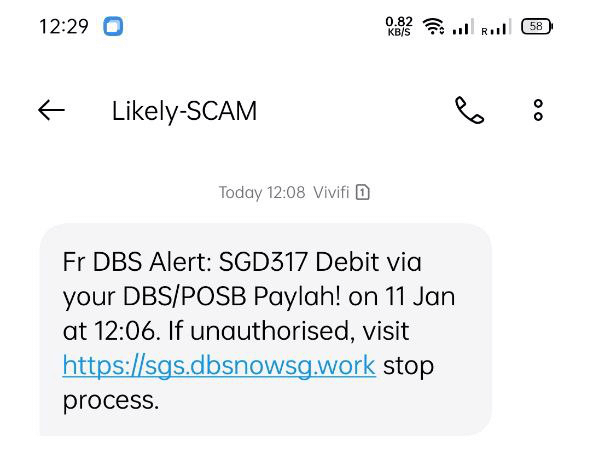 12:29 0.82 KB/S R 58
Likely-SCAM
Today 12:08 Vivifi 1
Fr DBS Alert: SGD317 Debit via
your DBS/POSB Paylah! on 11 Jan
at 12:06. If unauthorised, visit
https://sgs.dbsnowsg.work stop
process.